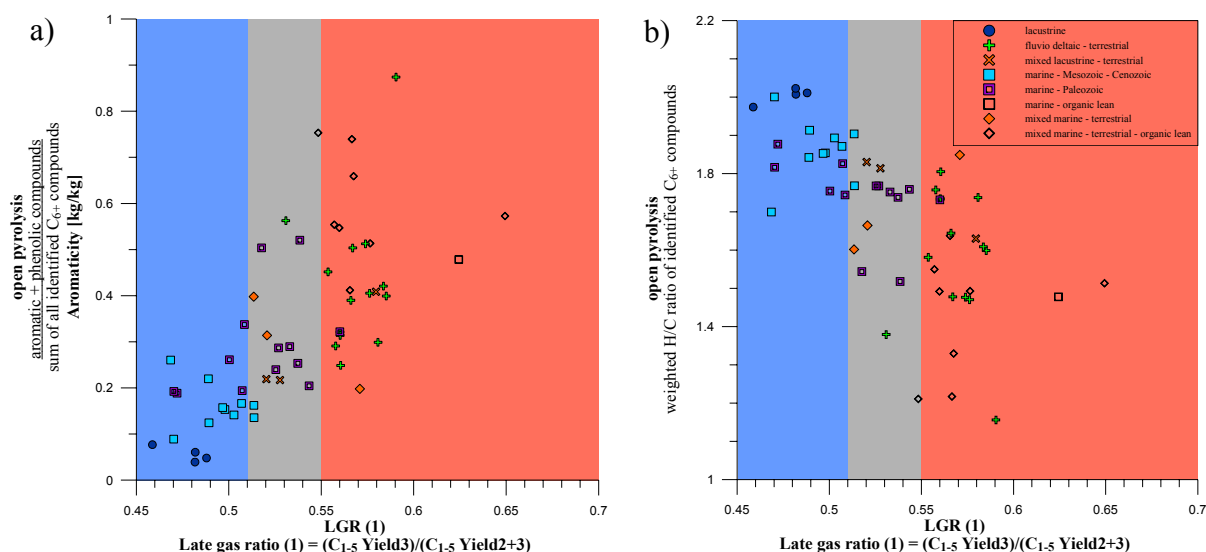 a)
open pyrolysis
aromatic + phenolic compounds
sum of all identified C6+ compounds
Aromaticity [kg/kg]
1
0.8
0.6
0.4
0.2
0
0.45
0.5
0.55
0.6
0.65
0.7
LGR (1)
Late gas ratio (1) = (C1-5 Yield3)/(C1-5 Yield2+3)
b)
open pyrolysis
weighted H/C ratio of identified C6+ compounds
2.2
1.8
1.4
1
lacustrine
fluvio deltaic - terrestrial
mixed lacustrine - terrestrial
marine - Mesozoic - Cenozoic
marine - Paleozoic
marine - organic lean
mixed marine - terrestrial
mixed marine - terrestrial - organic lean
0.45
0.5
0.55
0.6
0.65
0.7
LGR (1)
Late gas ratio (1) = (C1-5 Yield3)/(C1-5 Yield2+3)